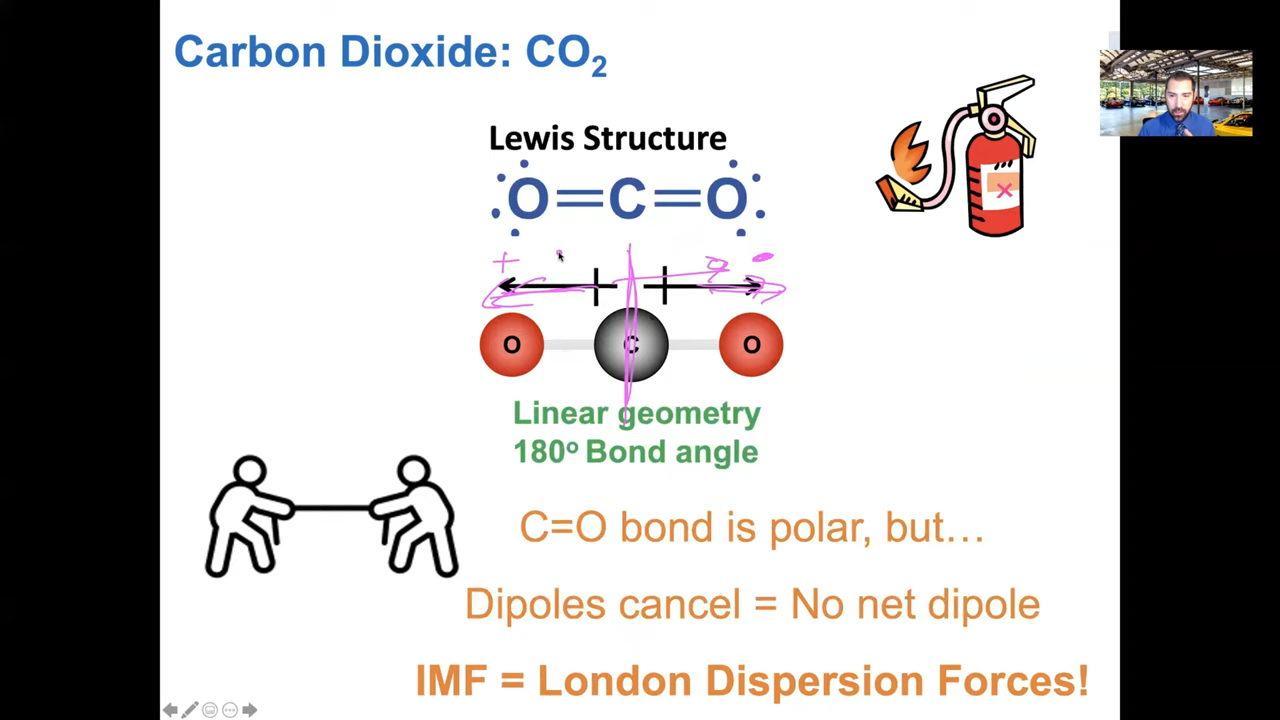 Carbon Dioxide: CO₂
Lewis Structure
O=C=O
+ -
O C O
Linear geometry
180° Bond angle
C=O bond is polar, but…
Dipoles cancel = No net dipole
IMF = London Dispersion Forces!